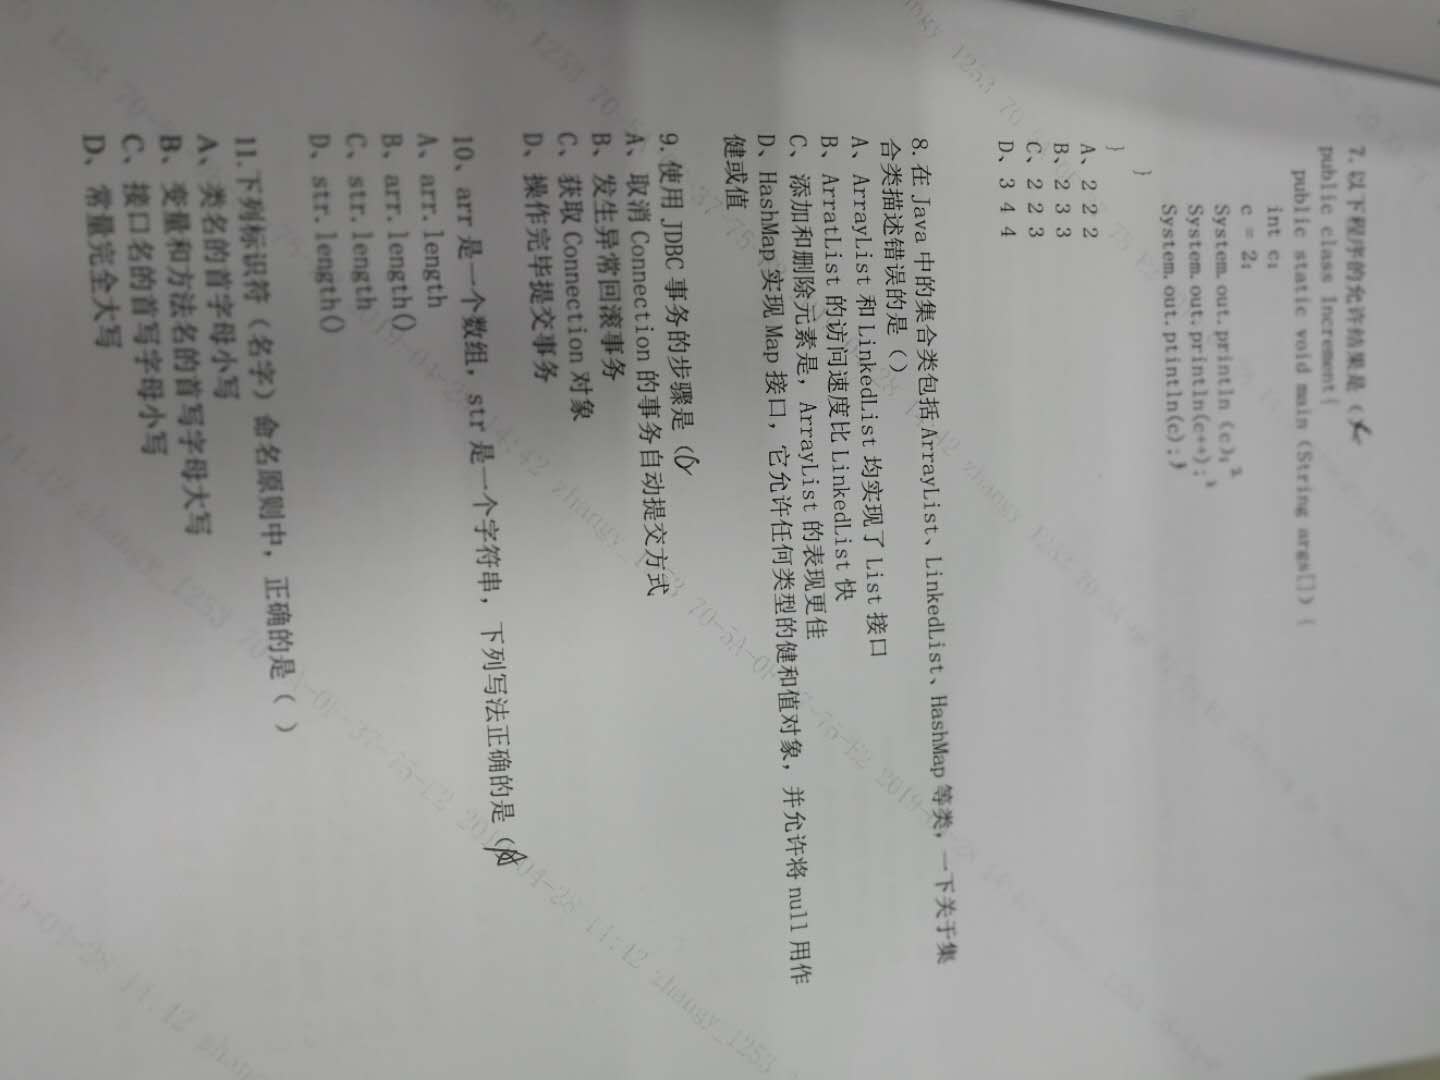 7. 以下程序的允许结果是（
public class Increment{
public static void main (String args[]) {
int c;
c = 2;
System.out.println (c); 2
System.out.println(c++);
System.out.ptintln(c); }
}
}
A、2 2 2
B、2 3 3
C、2 2 3
D、3 4 4
8. 在 Java 中的集合类包括 ArrayList、LinkedList、HashMap 等类，一下关于集
合类描述错误的是（）
A、ArrayList 和 LinkedList 均实现了 List 接口
B、ArratList 的访问速度比 LinkedList 快
C、添加和删除元素是，ArrayList 的表现更佳
D、HashMap 实现 Map 接口，它允许任何类型的健和值对象，并允许将 null 用作
健或值
9. 使用 JDBC 事务的步骤是（）
A、取消 Connection 的事务自动提交方式
B、发生异常回滚事务
C、获取 Connection 对象
D、操作完毕提交事务
10、arr 是一个数组，str 是一个字符串，下列写法正确的是（A）
A、arr.length
B、arr.length()
C、str.length
D、str.length()
11.下列标识符（名字）命名原则中，正确的是（ ）
A、类名的首字母小写
B、变量和方法名的首写字母大写
C、接口名的首写字母小写
D、常量完全大写